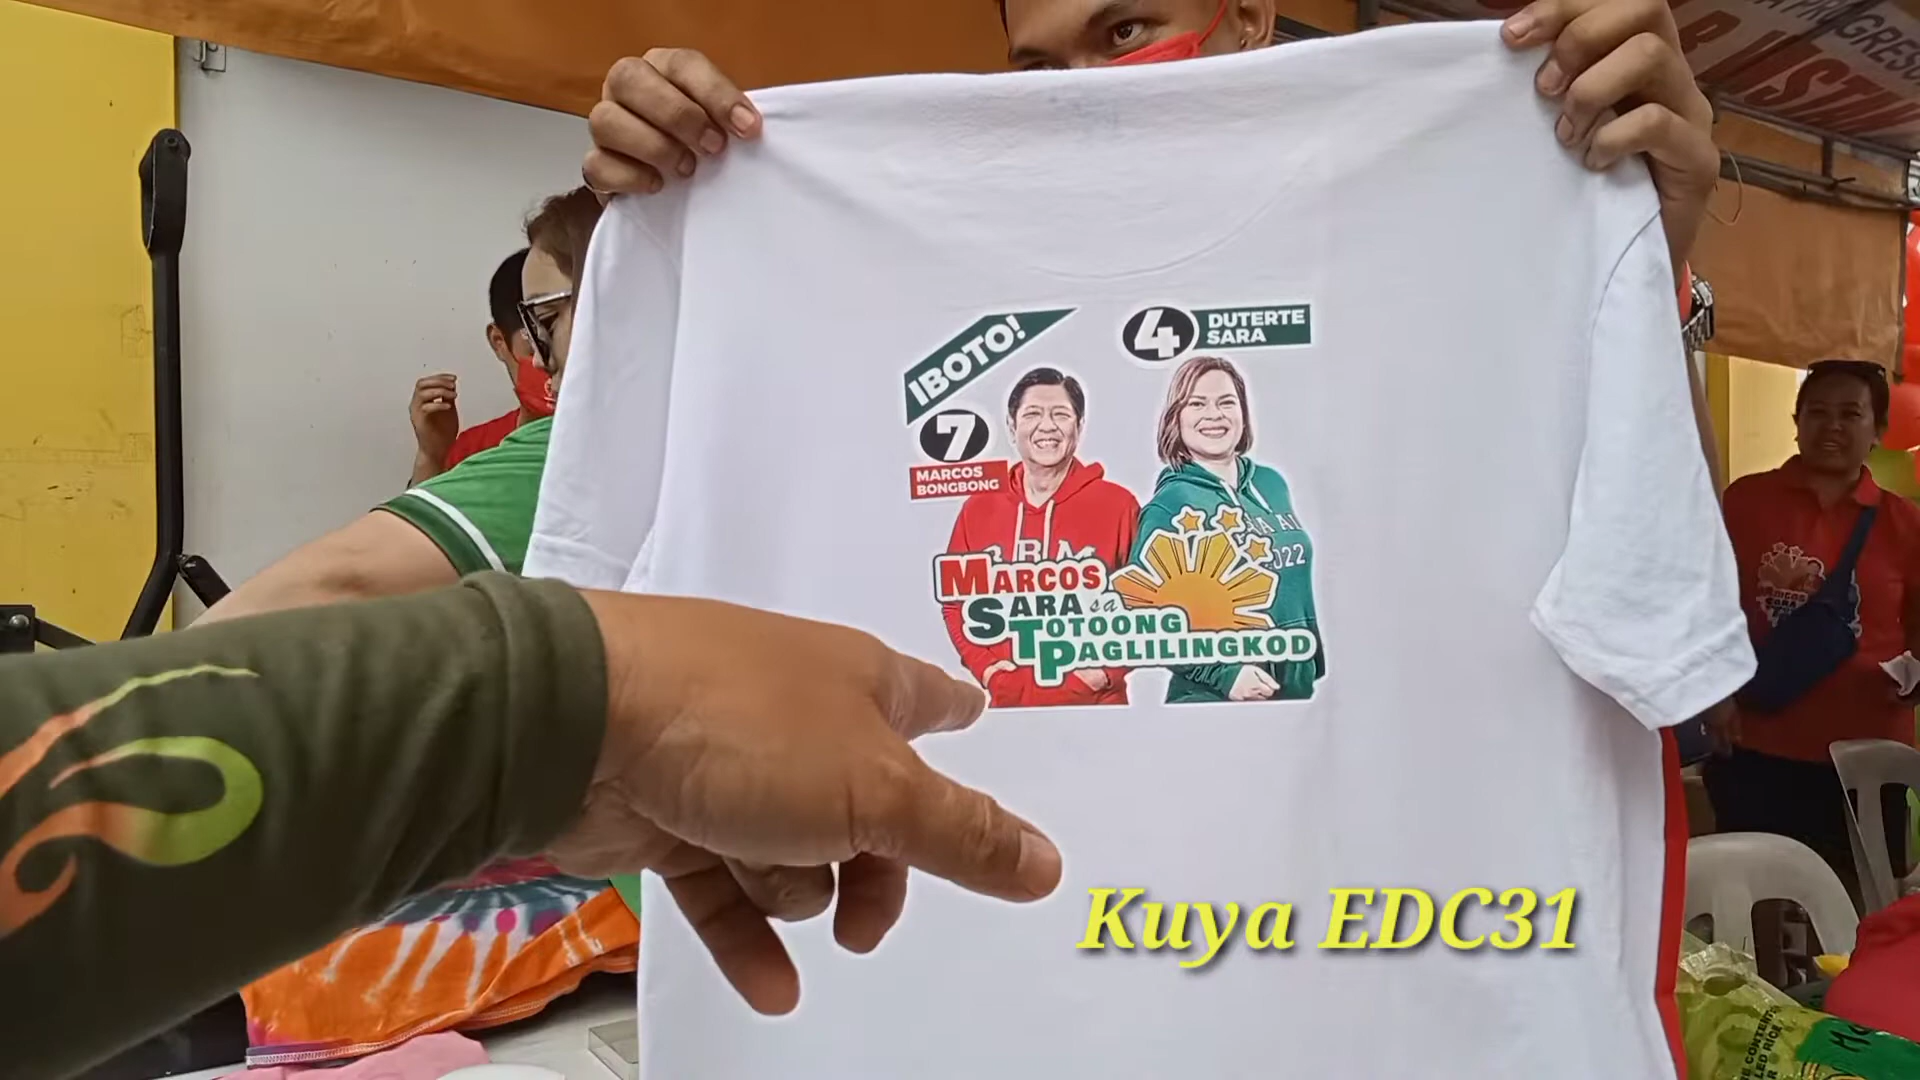 IBOTO!
4
DUTERTE
SARA
7
MARCOS
BONGBONG
MARCOS
SARA sa
TOTOONG
PAGLILINGKOD
Kuya EDC31